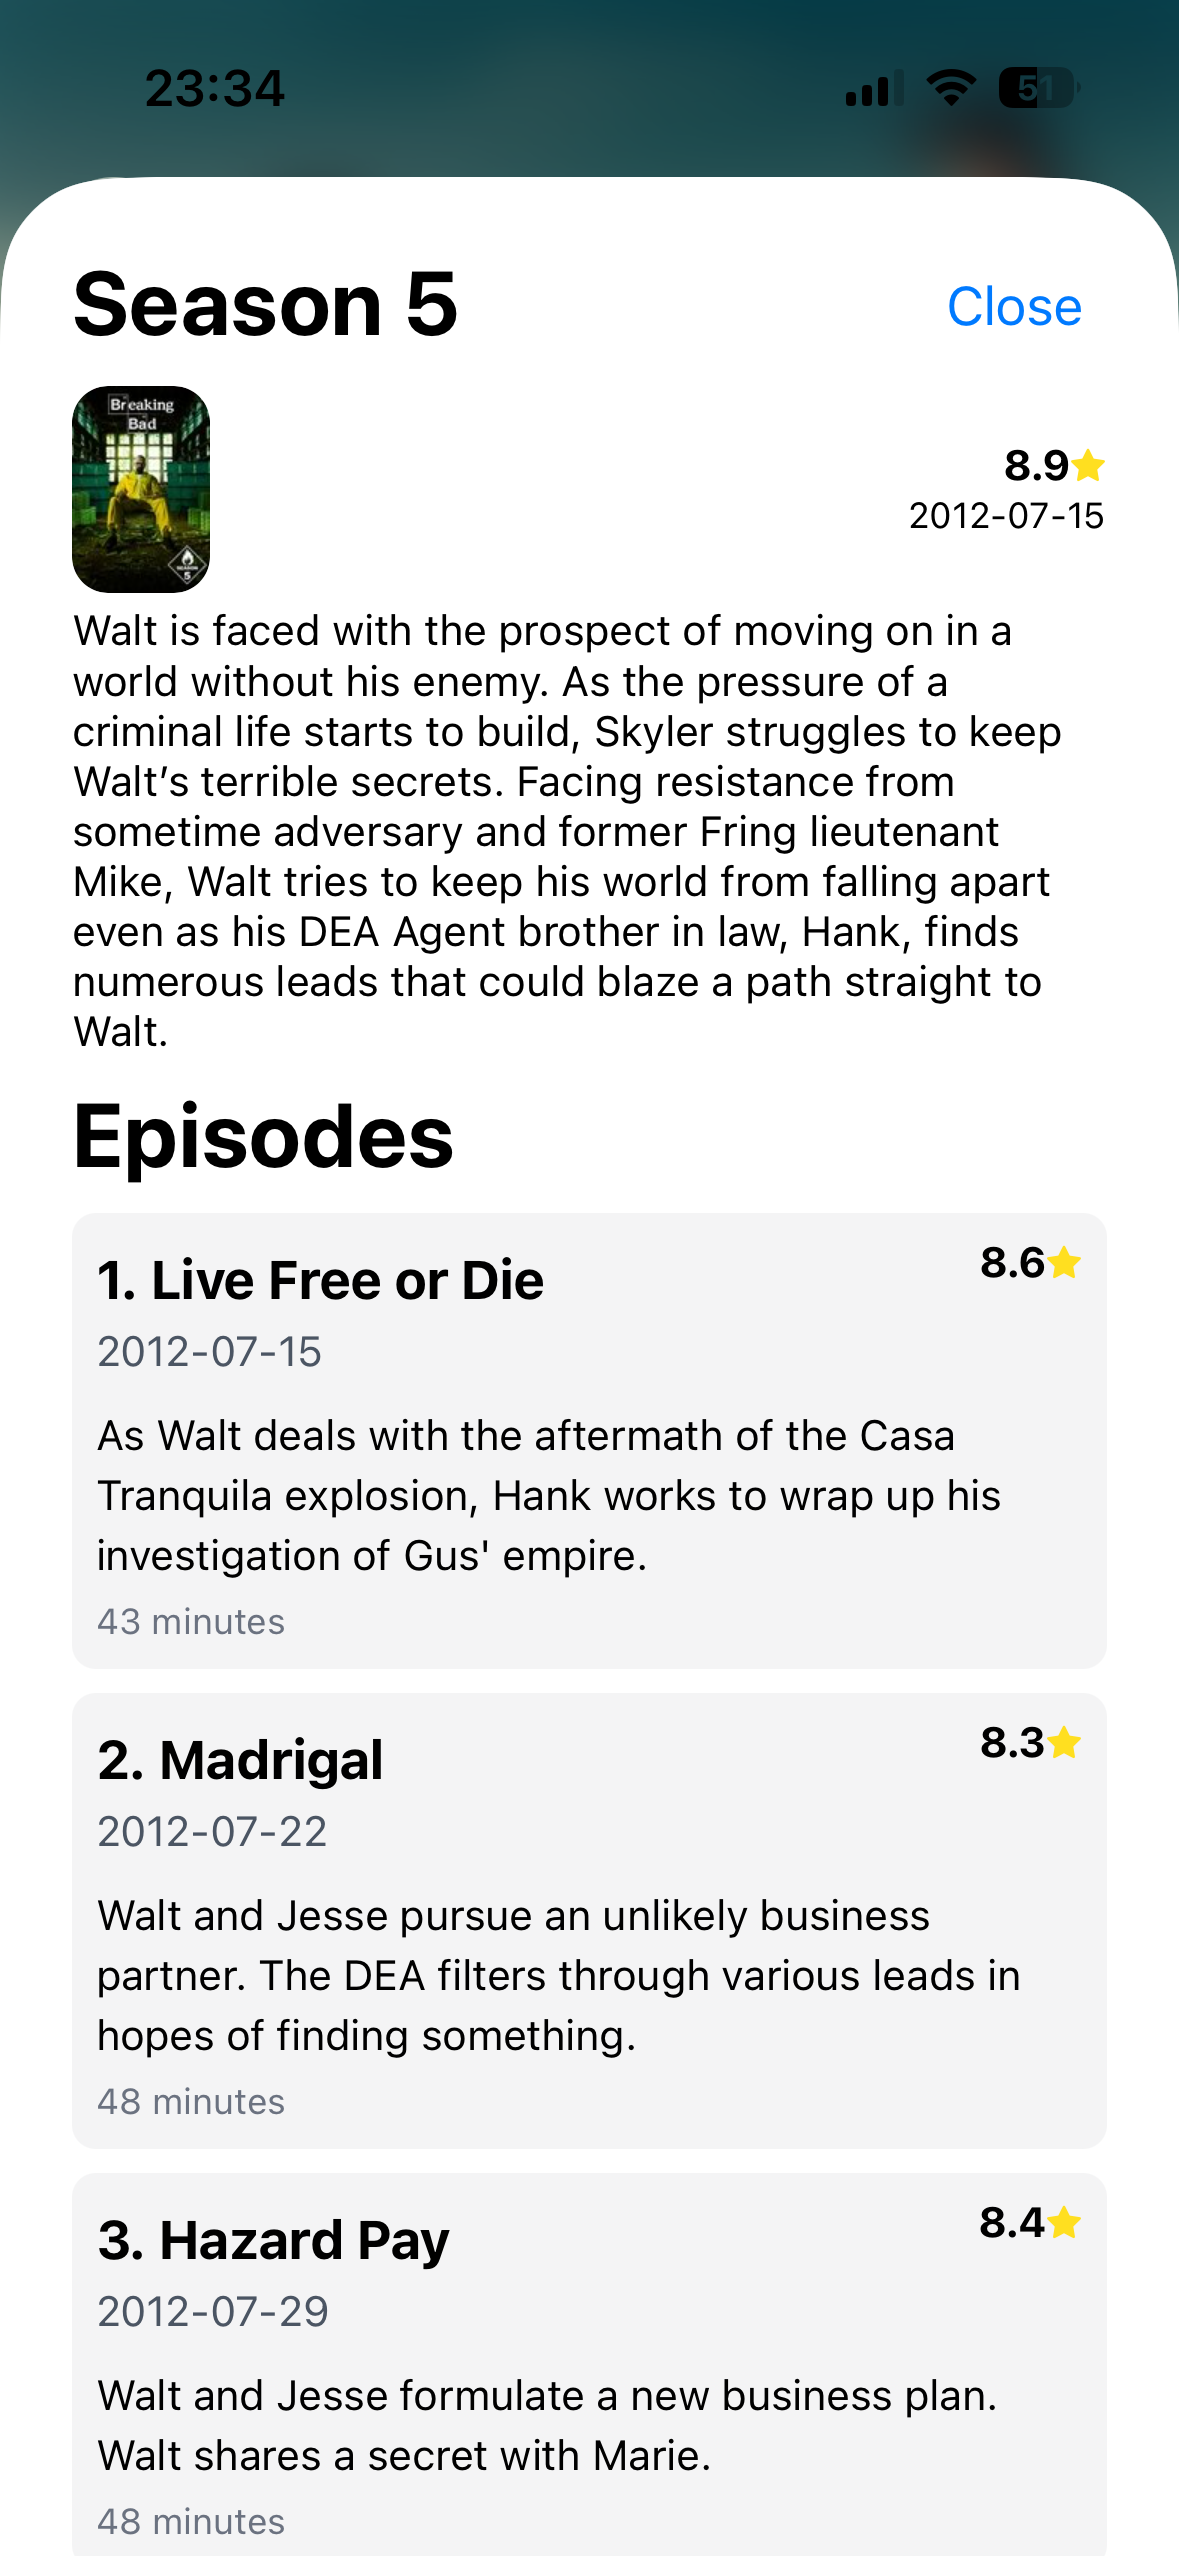 23:34
51
Season 5
Close
Breaking
Bad
SEASON
5
8.9
2012-07-15
Walt is faced with the prospect of moving on in a
world without his enemy. As the pressure of a
criminal life starts to build, Skyler struggles to keep
Walt’s terrible secrets. Facing resistance from
sometime adversary and former Fring lieutenant
Mike, Walt tries to keep his world from falling apart
even as his DEA Agent brother in law, Hank, finds
numerous leads that could blaze a path straight to
Walt.
Episodes
1. Live Free or Die
8.6
2012-07-15
As Walt deals with the aftermath of the Casa
Tranquila explosion, Hank works to wrap up his
investigation of Gus' empire.
43 minutes
2. Madrigal
8.3
2012-07-22
Walt and Jesse pursue an unlikely business
partner. The DEA filters through various leads in
hopes of finding something.
48 minutes
3. Hazard Pay
8.4
2012-07-29
Walt and Jesse formulate a new business plan.
Walt shares a secret with Marie.
48 minutes